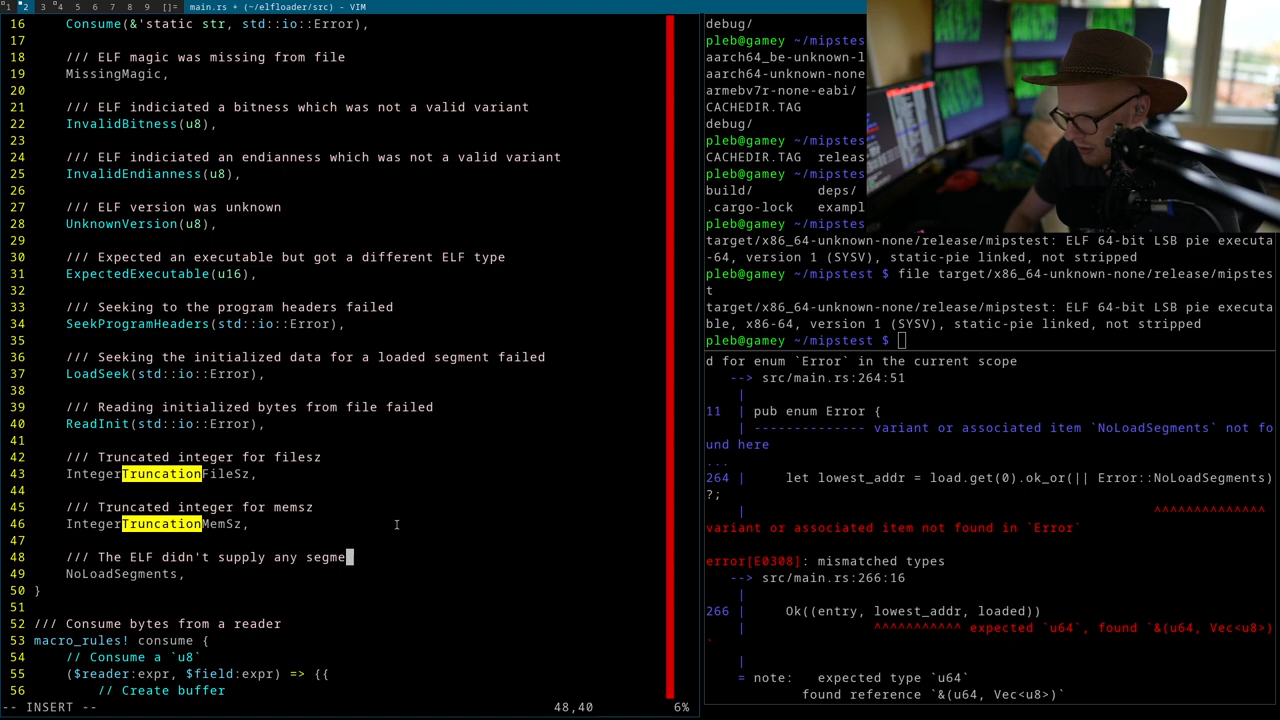 1 2 3 4 5 6 7 8 9 []= main.rs + (~/elfloader/src) - VIM
16 Consume(&'static str, std::io::Error),
17
18 /// ELF magic was missing from file
19 MissingMagic,
20
21 /// ELF indiciated a bitness which was not a valid variant
22 InvalidBitness(u8),
23
24 /// ELF indiciated an endianness which was not a valid variant
25 InvalidEndianness(u8),
26
27 /// ELF version was unknown
28 UnknownVersion(u8),
29
30 /// Expected an executable but got a different ELF type
31 ExpectedExecutable(u16),
32
33 /// Seeking to the program headers failed
34 SeekProgramHeaders(std::io::Error),
35
36 /// Seeking the initialized data for a loaded segment failed
37 LoadSeek(std::io::Error),
38
39 /// Reading initialized bytes from file failed
40 ReadInit(std::io::Error),
41
42 /// Truncated integer for filesz
43 IntegerTruncationFileSz,
44
45 /// Truncated integer for memsz
46 IntegerTruncationMemSz,
47
48 /// The ELF didn't supply any segme
49 NoLoadSegments,
50 }
51
52 /// Consume bytes from a reader
53 macro_rules! consume {
54 // Consume a `u8`
55 ($reader:expr, $field:expr) => {{
56 // Create buffer
-- INSERT -- 48,40 6%
debug/
pleb@gamey ~/mipstes
aarch64_be-unknown-l
aarch64-unknown-none
armebv7r-none-eabi/
CACHEDIR.TAG
debug/
pleb@gamey ~/mipstes
CACHEDIR.TAG releas
pleb@gamey ~/mipstes
build/ deps/
.cargo-lock exampl
pleb@gamey ~/mipstes
target/x86_64-unknown-none/release/mipstest: ELF 64-bit LSB pie executa
-64, version 1 (SYSV), static-pie linked, not stripped
pleb@gamey ~/mipstest $ file target/x86_64-unknown-none/release/mipstes
t
target/x86_64-unknown-none/release/mipstest: ELF 64-bit LSB pie executa
ble, x86-64, version 1 (SYSV), static-pie linked, not stripped
pleb@gamey ~/mipstest $
d for enum `Error` in the current scope
--> src/main.rs:264:51
|
11 | pub enum Error {
| -------------- variant or associated item `NoLoadSegments` not fo
und here
...
264 | let lowest_addr = load.get(0).ok_or(|| Error::NoLoadSegments)
?;
| ^^^^^^^^^^^^^^
variant or associated item not found in `Error`
error[E0308]: mismatched types
--> src/main.rs:266:16
|
266 | Ok((entry, lowest_addr, loaded))
| ^^^^^^^^^^^ expected `u64`, found `&(u64, Vec<u8>)
`
|
= note: expected type `u64`
found reference `&(u64, Vec<u8>)`